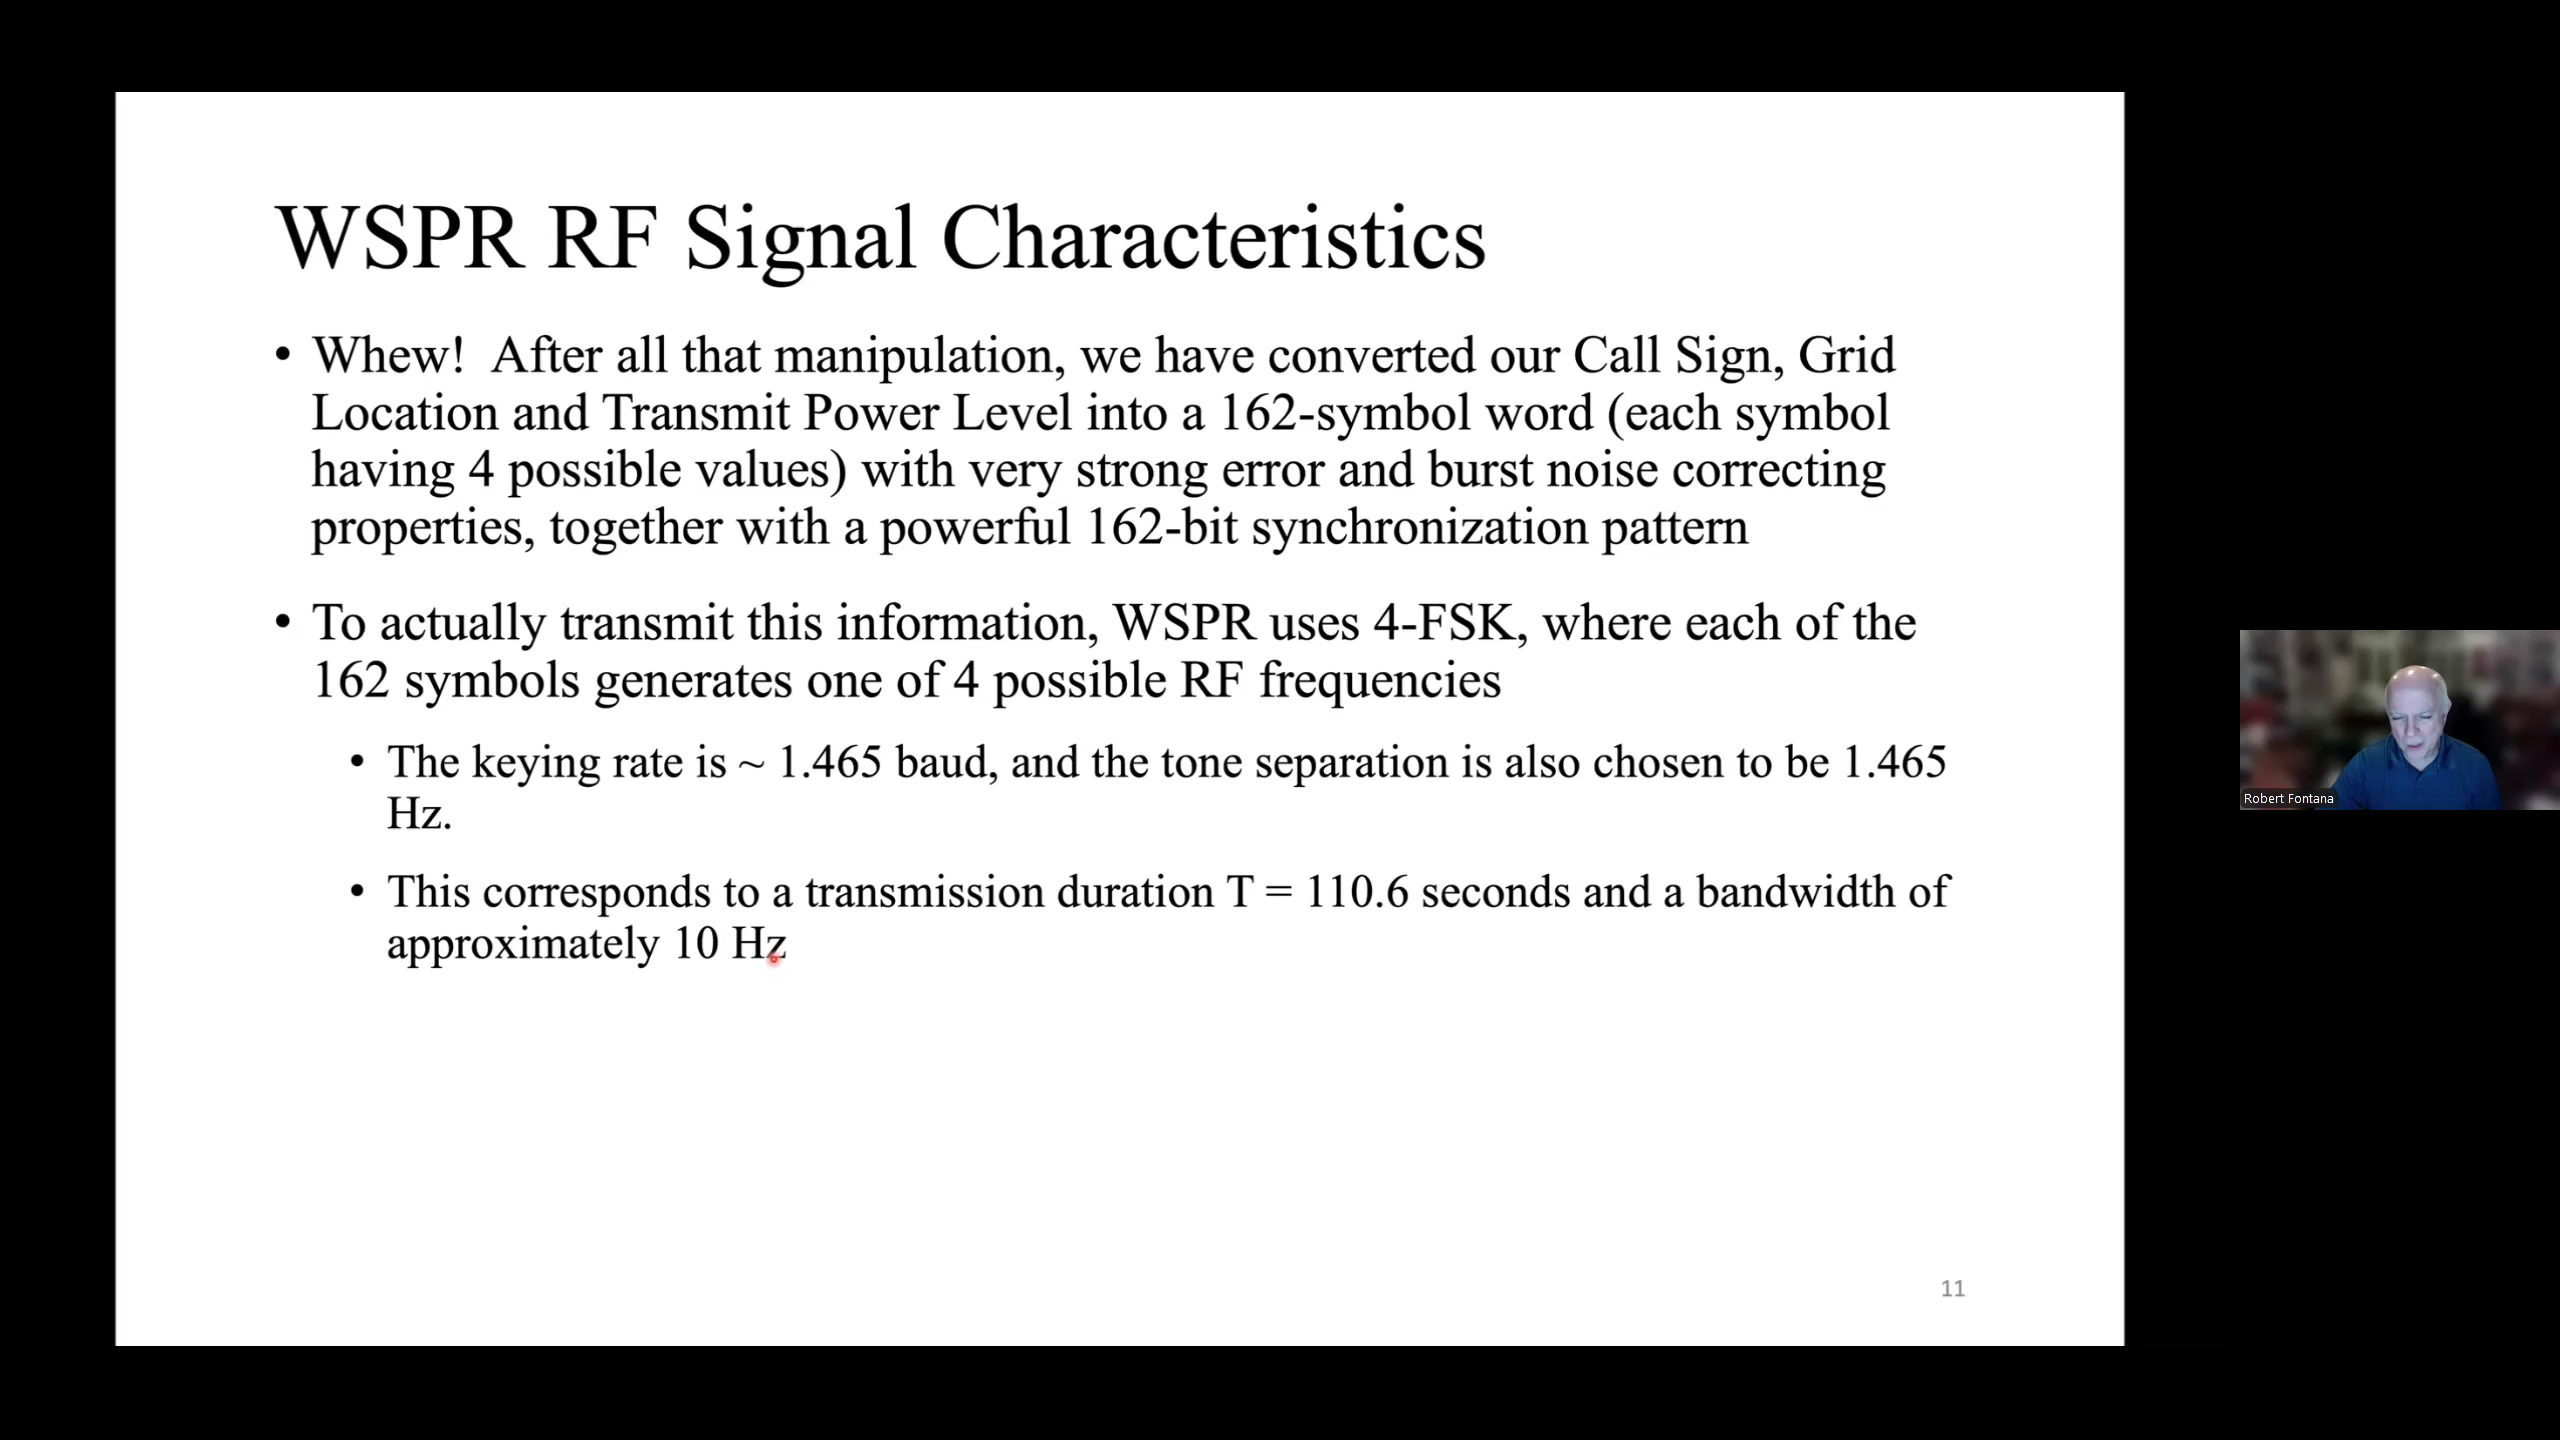 WSPR RF Signal Characteristics
• Whew!  After all that manipulation, we have converted our Call Sign, Grid
Location and Transmit Power Level into a 162-symbol word (each symbol
having 4 possible values) with very strong error and burst noise correcting
properties, together with a powerful 162-bit synchronization pattern
• To actually transmit this information, WSPR uses 4-FSK, where each of the
162 symbols generates one of 4 possible RF frequencies
• The keying rate is ~ 1.465 baud, and the tone separation is also chosen to be 1.465
Hz.
• This corresponds to a transmission duration T = 110.6 seconds and a bandwidth of
approximately 10 Hz
11
Robert Fontana